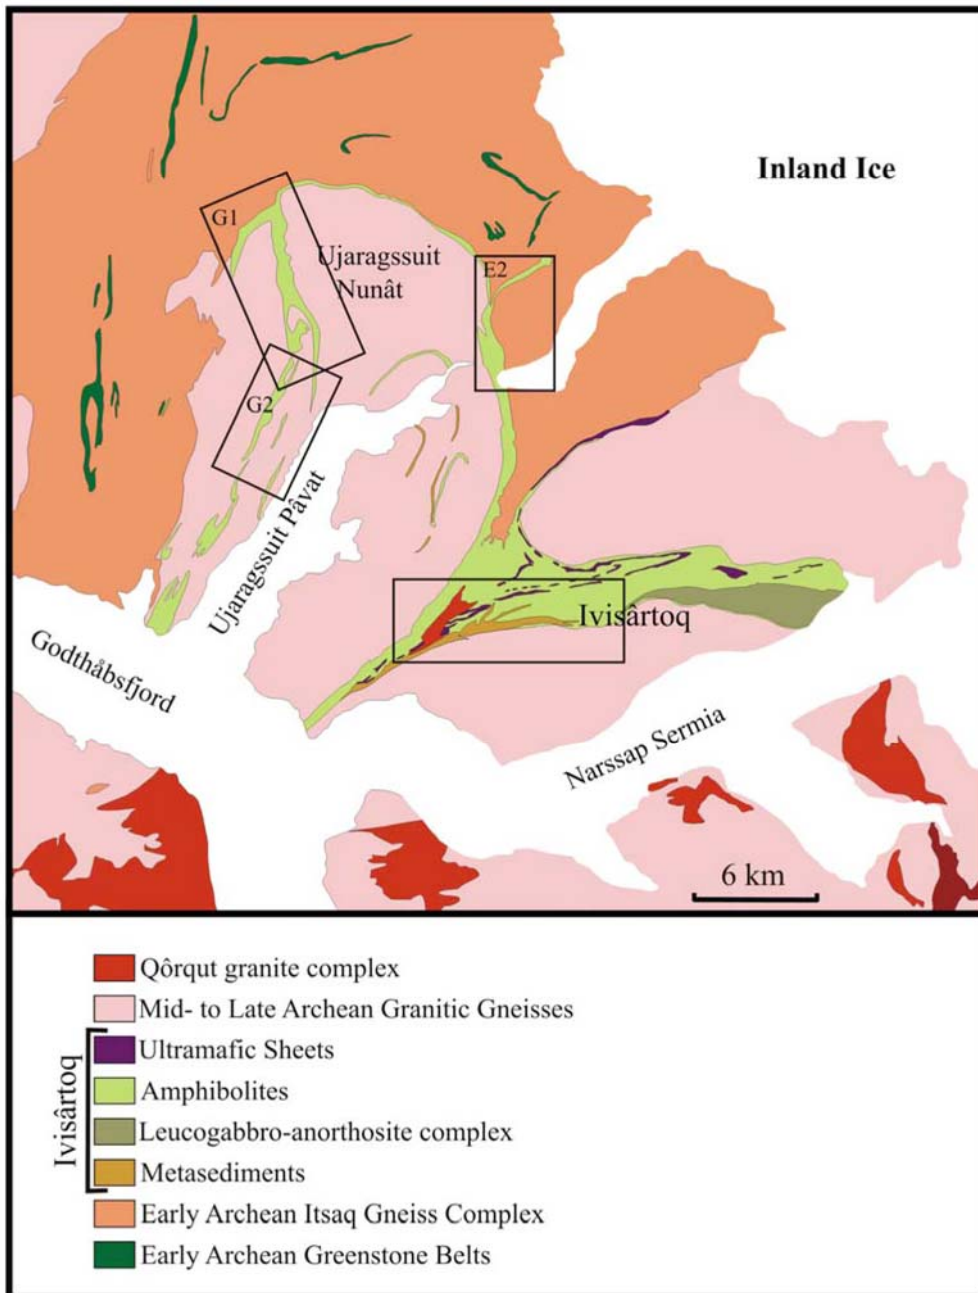 Inland Ice
G1
Ujaragssuit
Nunât
E2
G2
Ujaragssuit Pâvat
Ivisârtoq
Godthåbsfjord
Narssap Sermia
6 km
Qôrqut granite complex
Mid- to Late Archean Granitic Gneisses
Ivisârtoq
Ultramafic Sheets
Amphibolites
Leucogabbro-anorthosite complex
Metasediments
Early Archean Itsaq Gneiss Complex
Early Archean Greenstone Belts